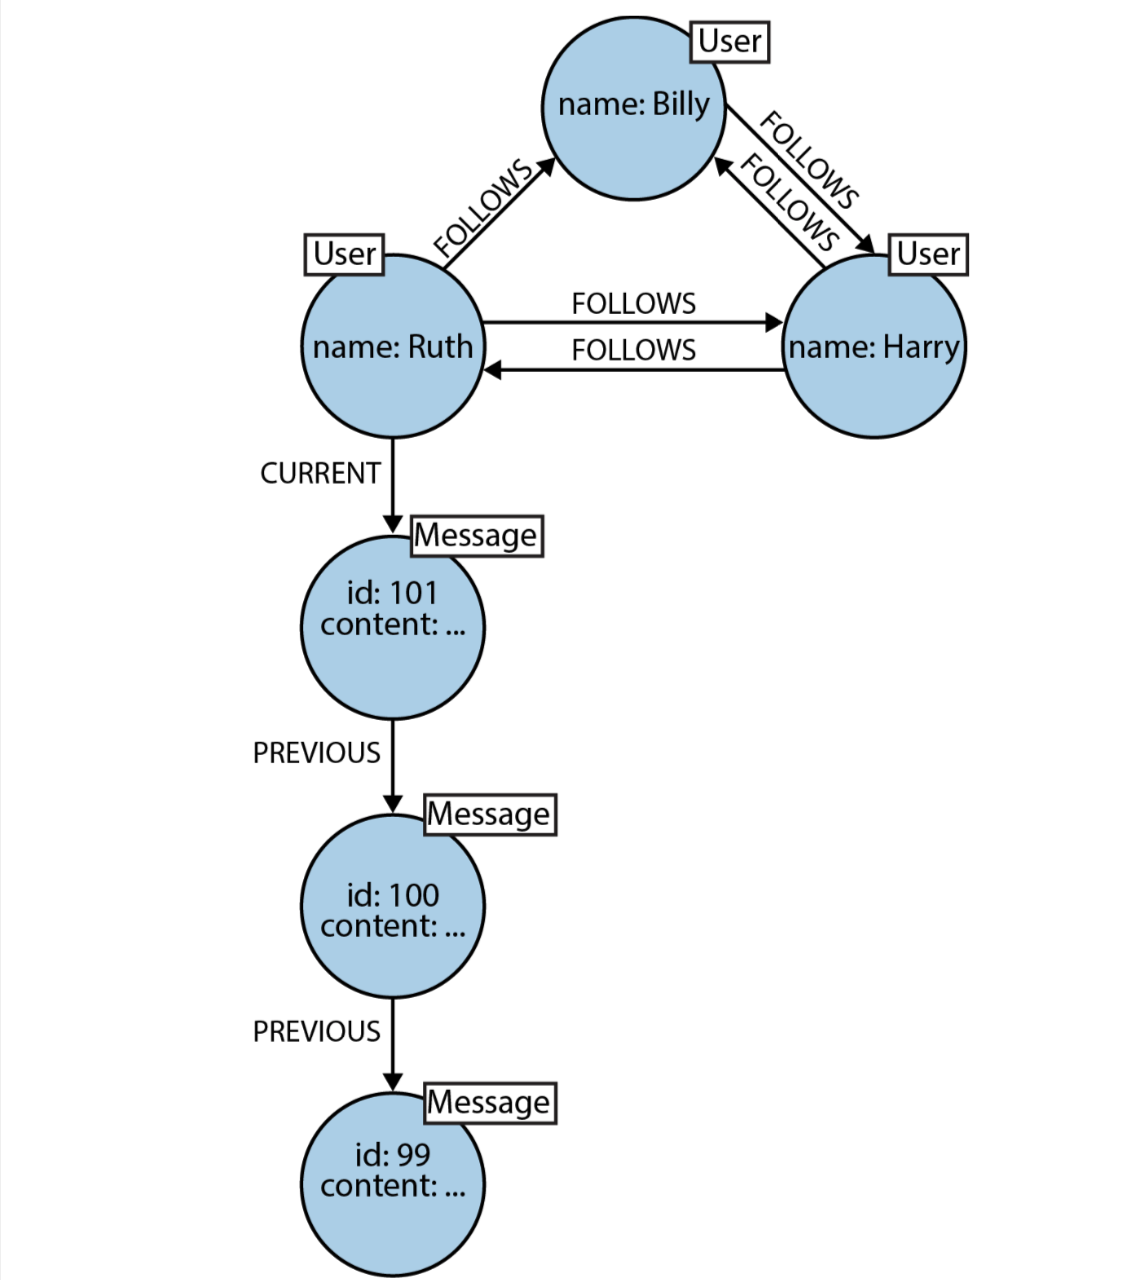 User
name: Billy
FOLLOWS
FOLLOWS
FOLLOWS
User
User
name: Ruth
FOLLOWS
FOLLOWS
name: Harry
CURRENT
Message
id: 101
content: ...
PREVIOUS
Message
id: 100
content: ...
PREVIOUS
Message
id: 99
content: ...